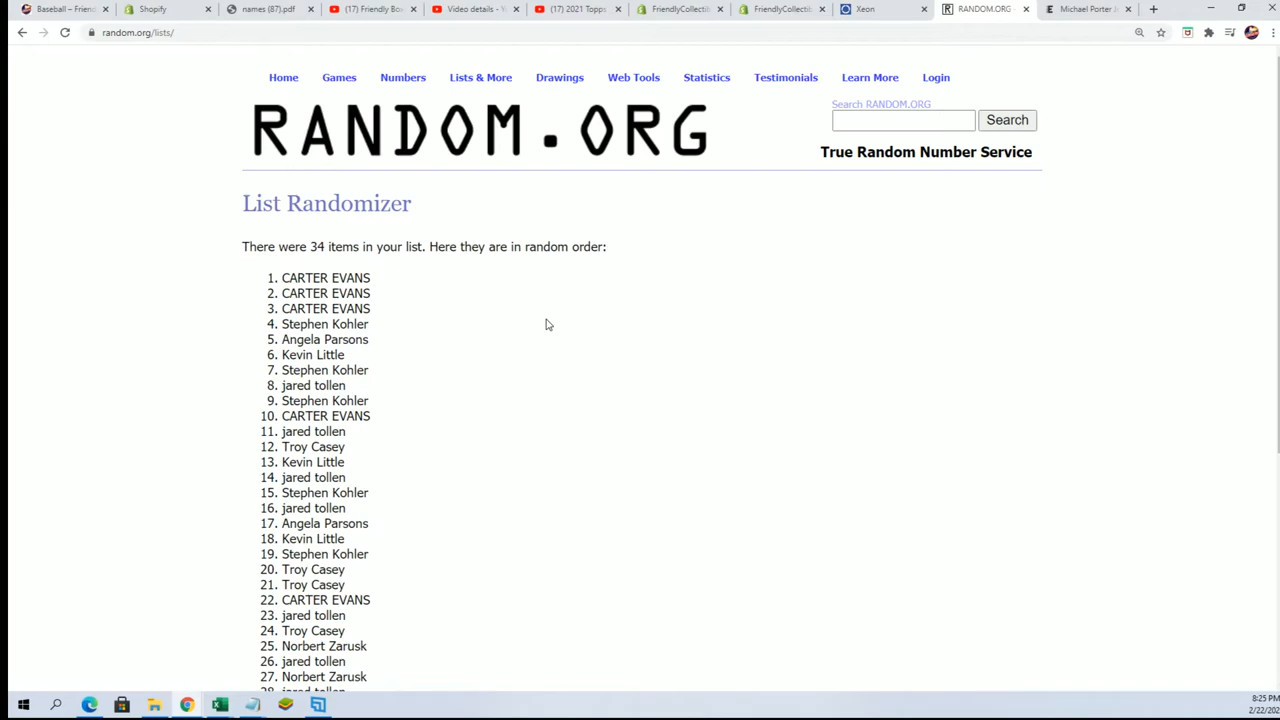 Baseball – Friend
Shopify
names (87).pdf
(17) Friendly Bo
Video details - Y
(17) 2021 Topps
FriendlyCollectib
FriendlyCollectib
Xeon
RANDOM.ORG -
Michael Porter J
random.org/lists/
Home Games Numbers Lists & More Drawings Web Tools Statistics Testimonials Learn More Login
RANDOM.ORG
Search RANDOM.ORG
Search
True Random Number Service
List Randomizer
There were 34 items in your list. Here they are in random order:
1. CARTER EVANS
2. CARTER EVANS
3. CARTER EVANS
4. Stephen Kohler
5. Angela Parsons
6. Kevin Little
7. Stephen Kohler
8. jared tollen
9. Stephen Kohler
10. CARTER EVANS
11. jared tollen
12. Troy Casey
13. Kevin Little
14. jared tollen
15. Stephen Kohler
16. jared tollen
17. Angela Parsons
18. Kevin Little
19. Stephen Kohler
20. Troy Casey
21. Troy Casey
22. CARTER EVANS
23. jared tollen
24. Troy Casey
25. Norbert Zarusk
26. jared tollen
27. Norbert Zarusk
28. jared tollen
8:25 PM
2/22/202